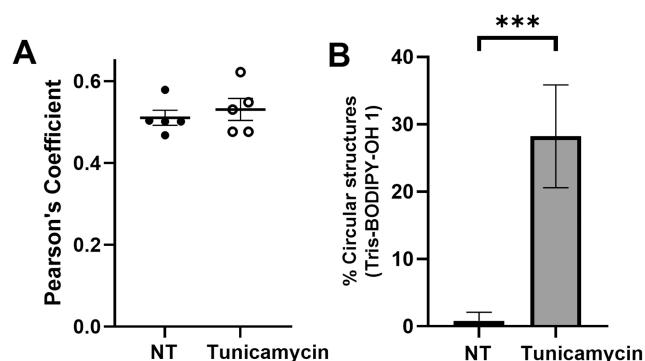 A
Pearson's Coefficient
0.6
0.4
0.2
0.0
NT Tunicamycin
B
***
% Circular structures
(Tris-BODIPY-OH 1)
40
30
20
10
0
NT Tunicamycin